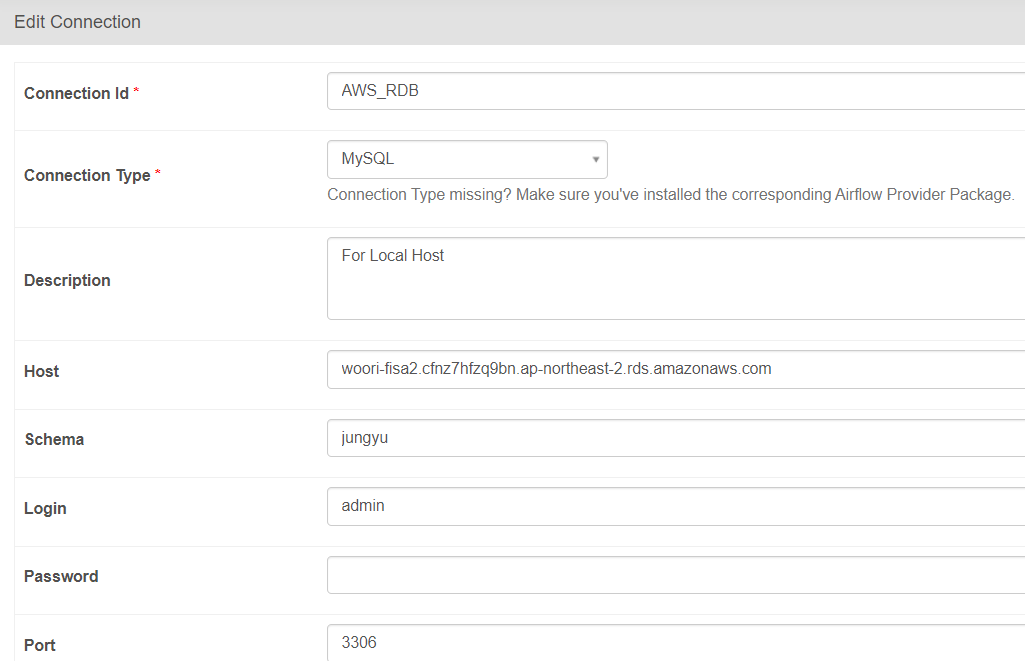 Edit Connection
Connection Id *
AWS_RDB
Connection Type *
MySQL
Connection Type missing? Make sure you've installed the corresponding Airflow Provider Package.
Description
For Local Host
Host
woori-fisa2.cfnz7hfzq9bn.ap-northeast-2.rds.amazonaws.com
Schema
jungyu
Login
admin
Password
Port
3306